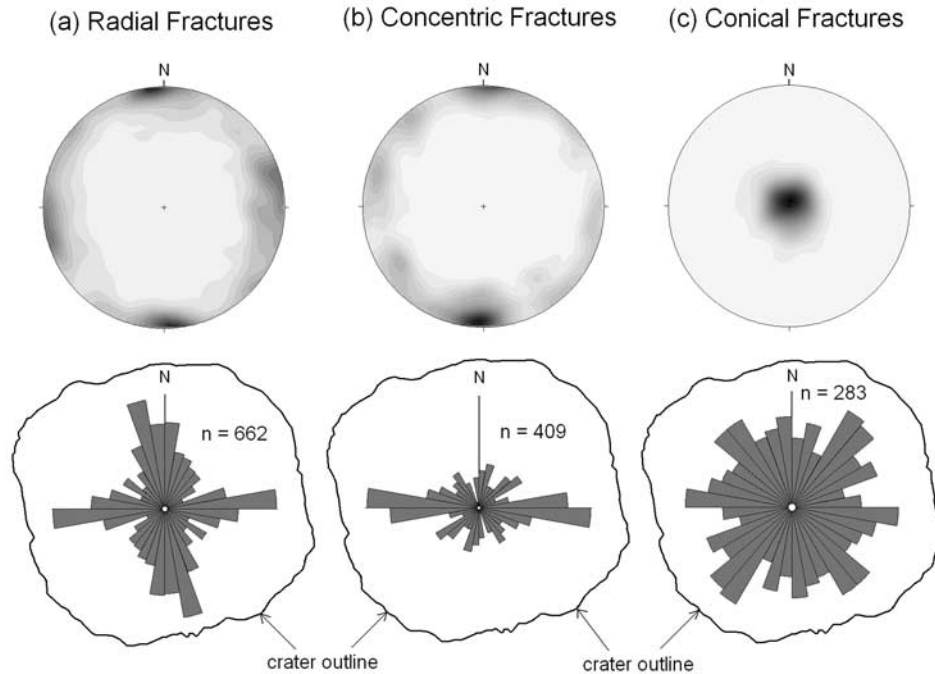 (a) Radial Fractures
(b) Concentric Fractures
(c) Conical Fractures
N
N
N
N
n = 662
N
n = 409
N
n = 283
crater outline
crater outline